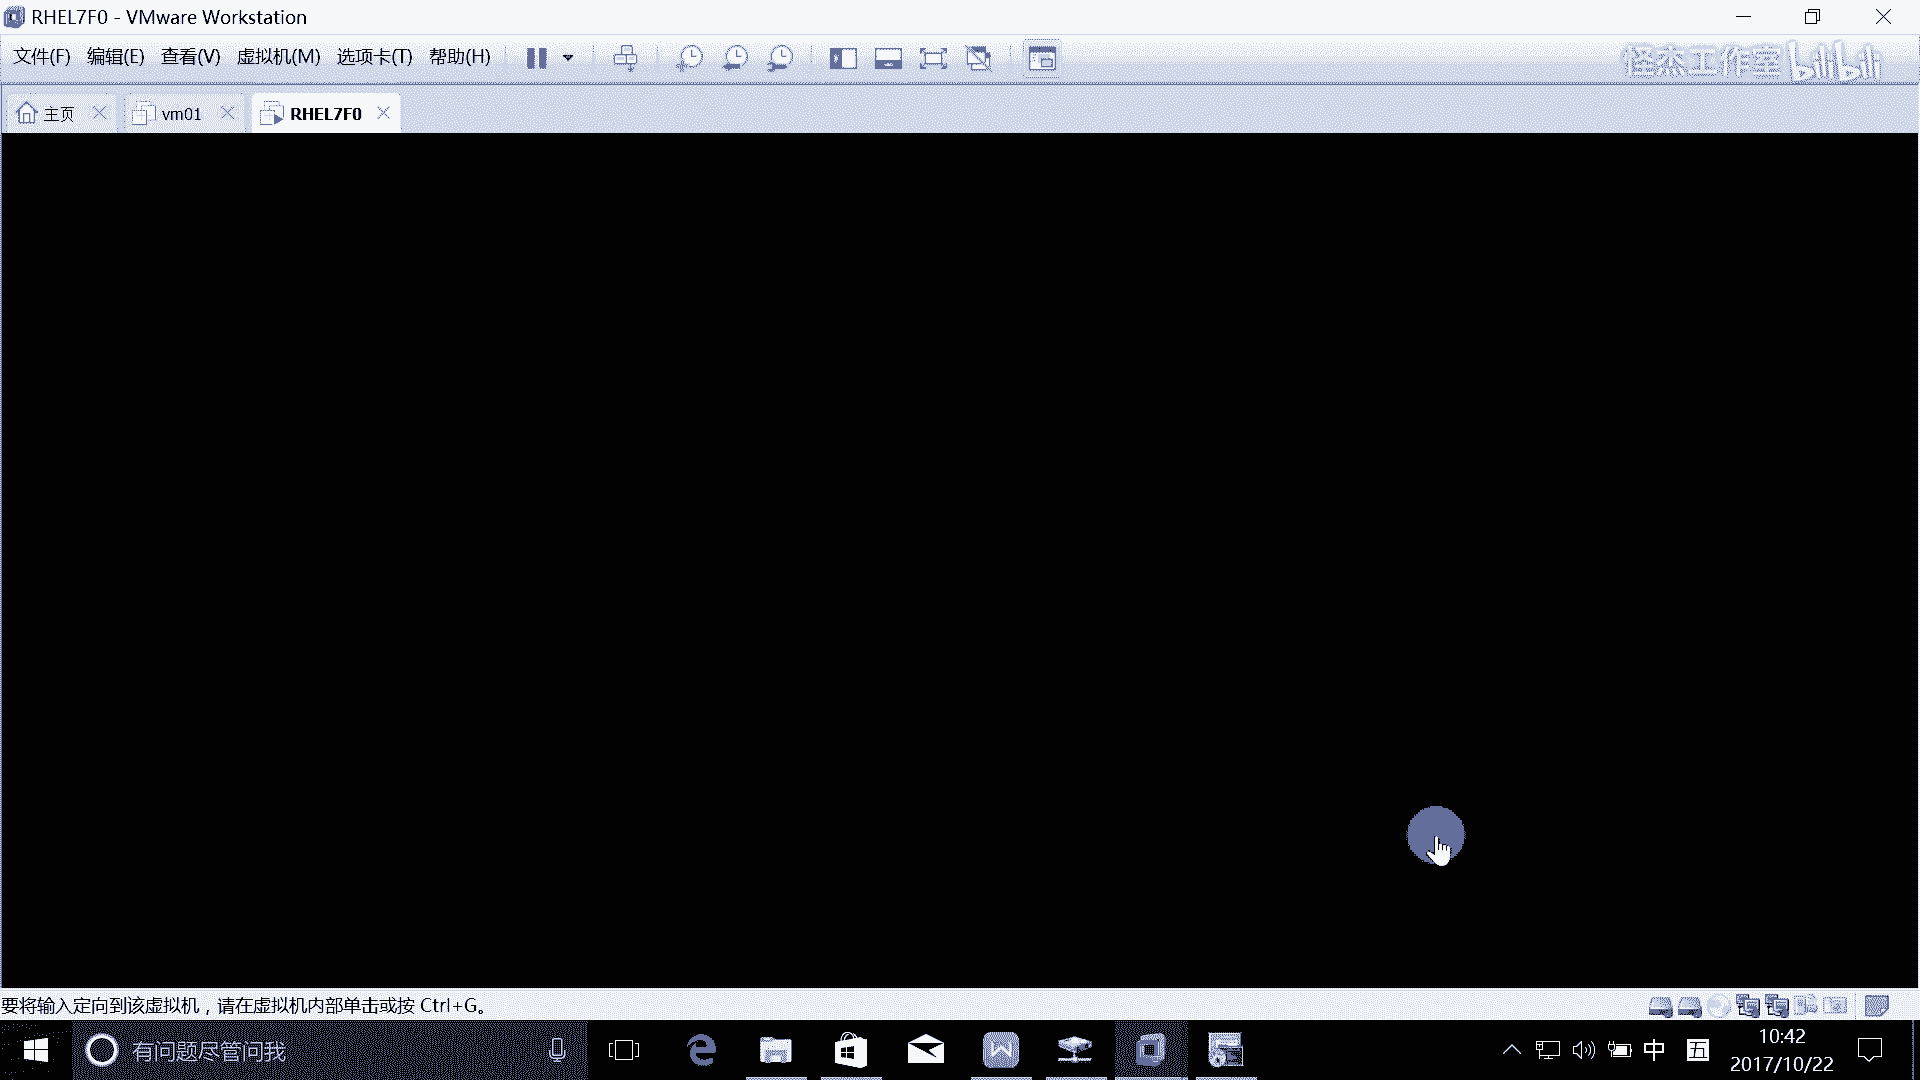 RHEL7F0 - VMware Workstation
文件(F) 编辑(E) 查看(V) 虚拟机(M) 选项卡(T) 帮助(H)
怪杰工作室 bilibili
主页 vm01 RHEL7F0
要将输入定向到该虚拟机，请在虚拟机内部单击或按 Ctrl+G。
有问题尽管问我
中 五
10:42
2017/10/22